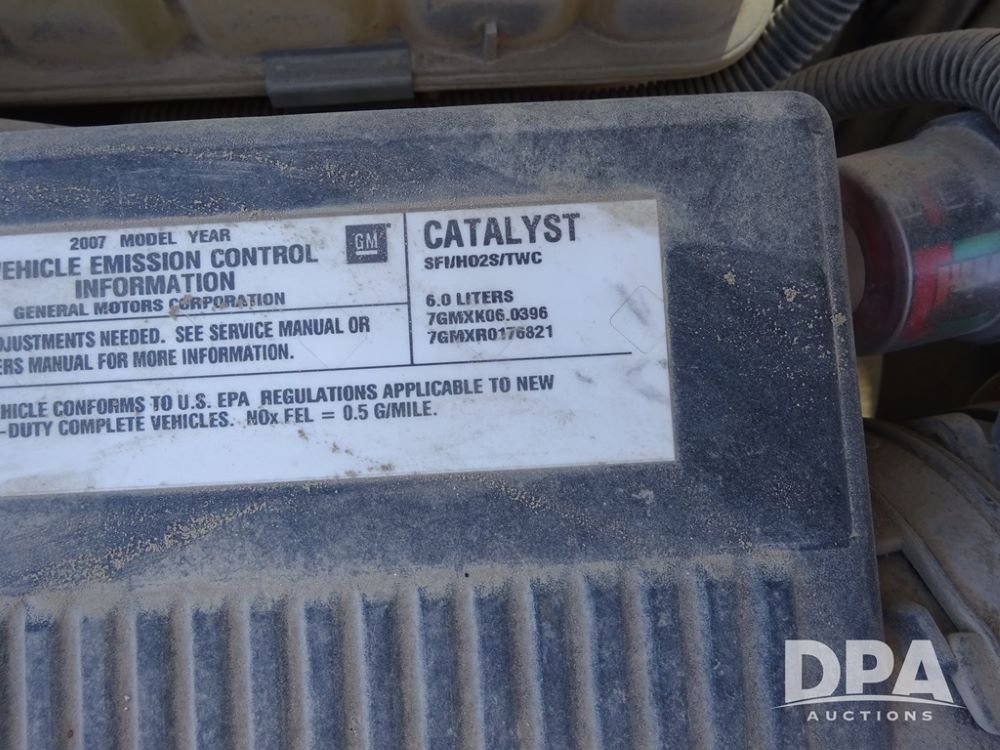 2007 MODEL YEAR
VEHICLE EMISSION CONTROL
INFORMATION
GENERAL MOTORS CORPORATION
GM
ADJUSTMENTS NEEDED. SEE SERVICE MANUAL OR
ERS MANUAL FOR MORE INFORMATION.
CATALYST
SFI/HO2S/TWC
6.0 LITERS
7GMXK06.0396
7GMXR0176821
HICLE CONFORMS TO U.S. EPA REGULATIONS APPLICABLE TO NEW
-DUTY COMPLETE VEHICLES. NOx FEL = 0.5 G/MILE.
DPA
AUCTIONS